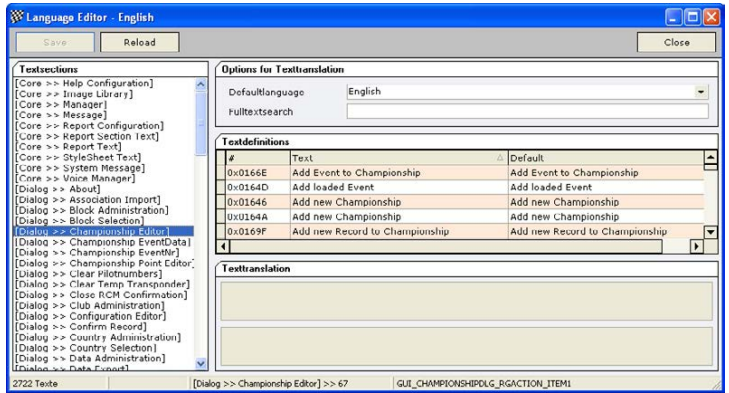 Language Editor - English
Save Reload Close
Textsections
[Core >> Help Configuration]
[Core >> Image Library]
[Core >> Manager]
[Core >> Message]
[Core >> Report Configuration]
[Core >> Report Section Text]
[Core >> Report Text]
[Core >> StyleSheet Text]
[Core >> System Message]
[Core >> Voice Manager]
[Dialog >> About]
[Dialog >> Association Import]
[Dialog >> Block Administration]
[Dialog >> Block Selection]
[Dialog >> Championship Editor]
[Dialog >> Championship EventData]
[Dialog >> Championship EventNr]
[Dialog >> Championship Point Editor]
[Dialog >> Clear Pilotnumbers]
[Dialog >> Clear Temp Transponder]
[Dialog >> Close RCM Confirmation]
[Dialog >> Club Administration]
[Dialog >> Configuration Editor]
[Dialog >> Confirm Record]
[Dialog >> Country Administration]
[Dialog >> Country Selection]
[Dialog >> Data Administration]
[Dialog >> Data Export]
Options for Texttranslation
Defaultlanguage English
Fulltextsearch
Textdefinitions
# Text Default
0x0166E Add Event to Championship Add Event to Championship
0x0164D Add loaded Event Add loaded Event
0x01646 Add new Championship Add new Championship
0x0164A Add new Championship Add new Championship
0x0169F Add new Record to Championship Add new Record to Championship
Texttranslation
2722 Texte [Dialog >> Championship Editor] >> 67 GUI_CHAMPIONSHIPDLG_RGACTION_ITEM1